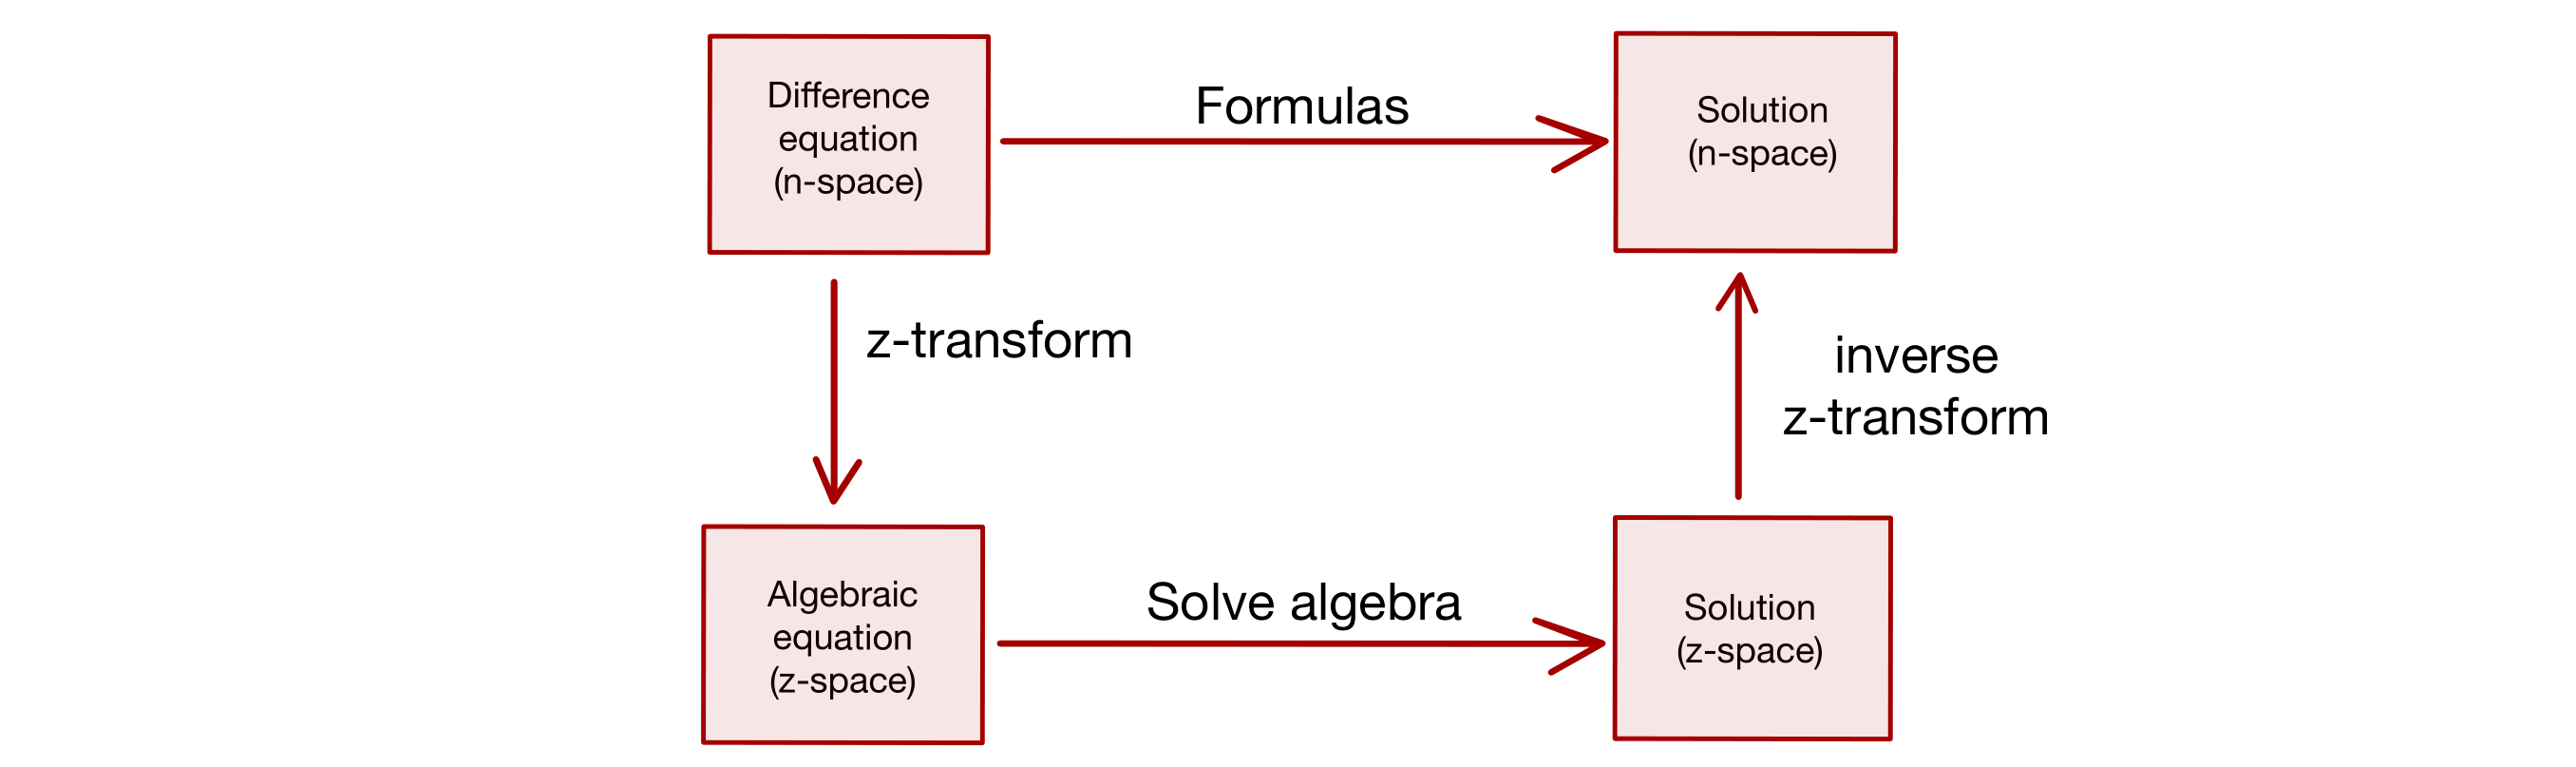 Difference
equation
(n-space)
Formulas
Solution
(n-space)
z-transform
inverse
z-transform
Algebraic
equation
(z-space)
Solve algebra
Solution
(z-space)